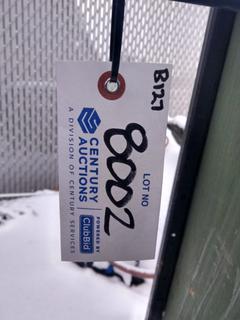 B127
LOT NO
8002
CENTURY
AUCTIONS
A DIVISION OF CENTURY SERVICES
POWERED BY
ClubBid